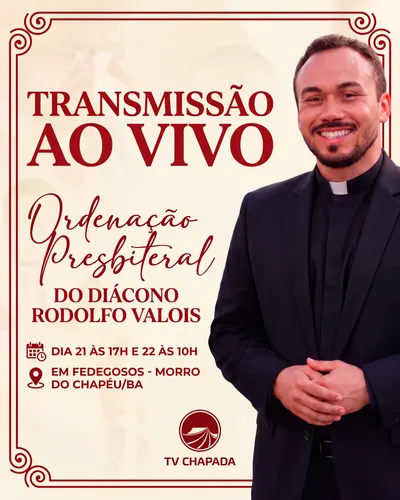 TRANSMISSÃO
AO VIVO
Ordenação
Presbiteral
DO DIÁCONO
RODOLFO VALOIS
DIA 21 ÀS 17H E 22 ÀS 10H
EM FEDEGOSOS - MORRO
DO CHAPÉU/BA
TV CHAPADA